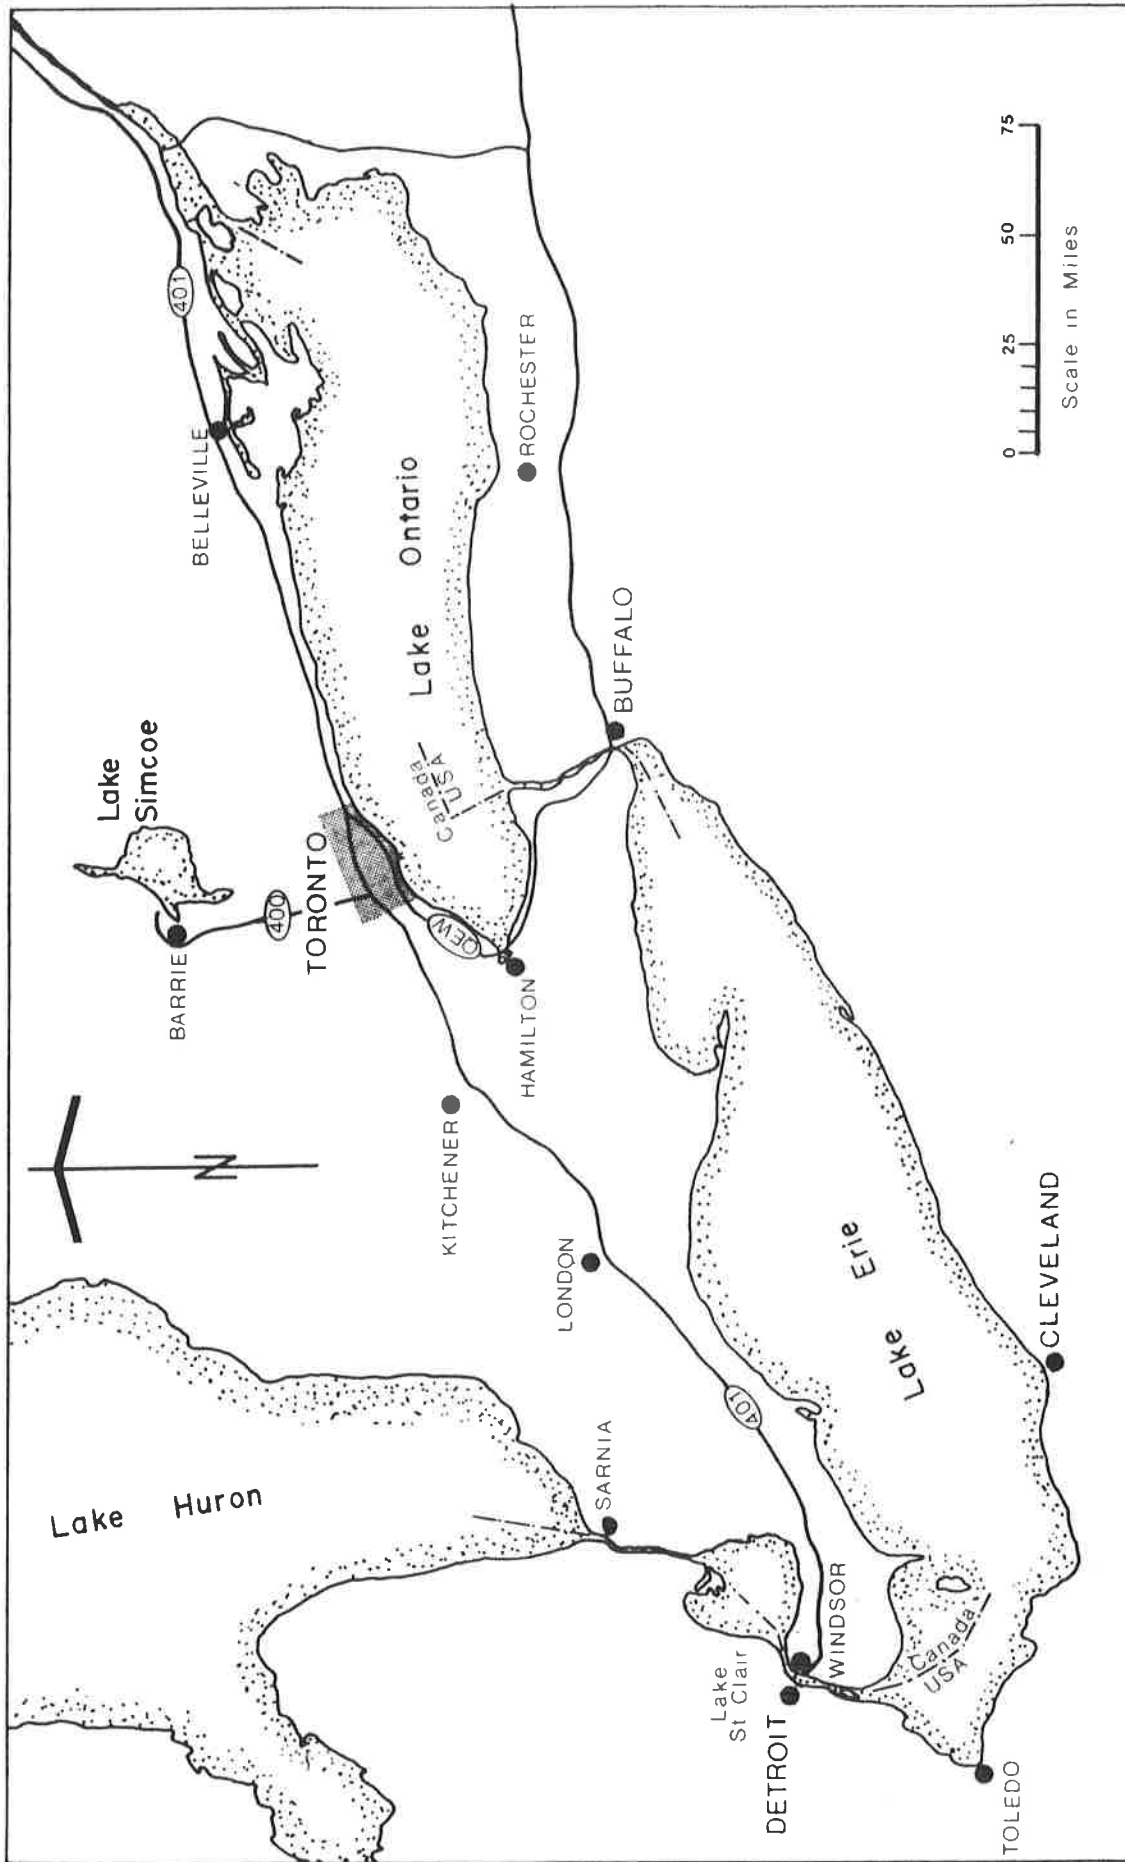 Lake Huron
N
BARRIE
Lake
Simcoe
400
TORONTO
401
BELLEVILLE
KITCHENER
QEW
HAMILTON
Canada
USA
Lake Ontario
ROCHESTER
SARNIA
LONDON
BUFFALO
401
Lake
St Clair
DETROIT
WINDSOR
Lake Erie
Canada
USA
TOLEDO
CLEVELAND
0 25 50 75
Scale in Miles